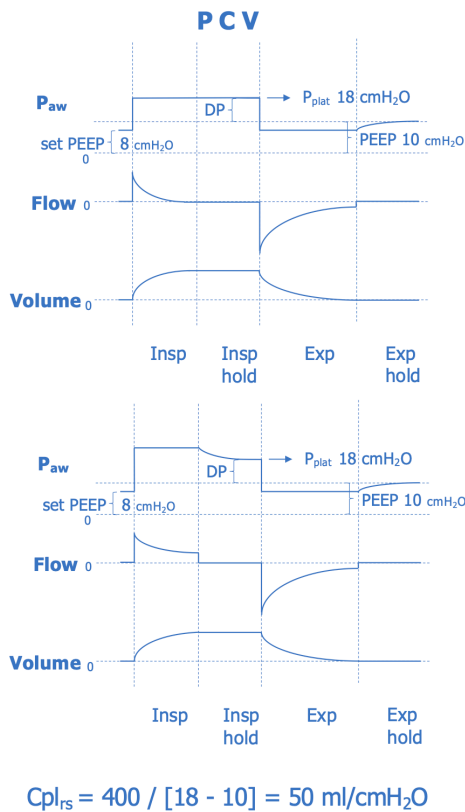 PCV
Paw
DP
Pplat 18 cmH2O
set PEEP
8 cmH2O
PEEP 10 cmH2O
0
Flow 0
Volume 0
Insp
Insp hold
Exp
Exp hold
Paw
DP
Pplat 18 cmH2O
set PEEP
8 cmH2O
PEEP 10 cmH2O
0
Flow 0
Volume 0
Insp
Insp hold
Exp
Exp hold
Cplrs = 400 / [18 - 10] = 50 ml/cmH2O